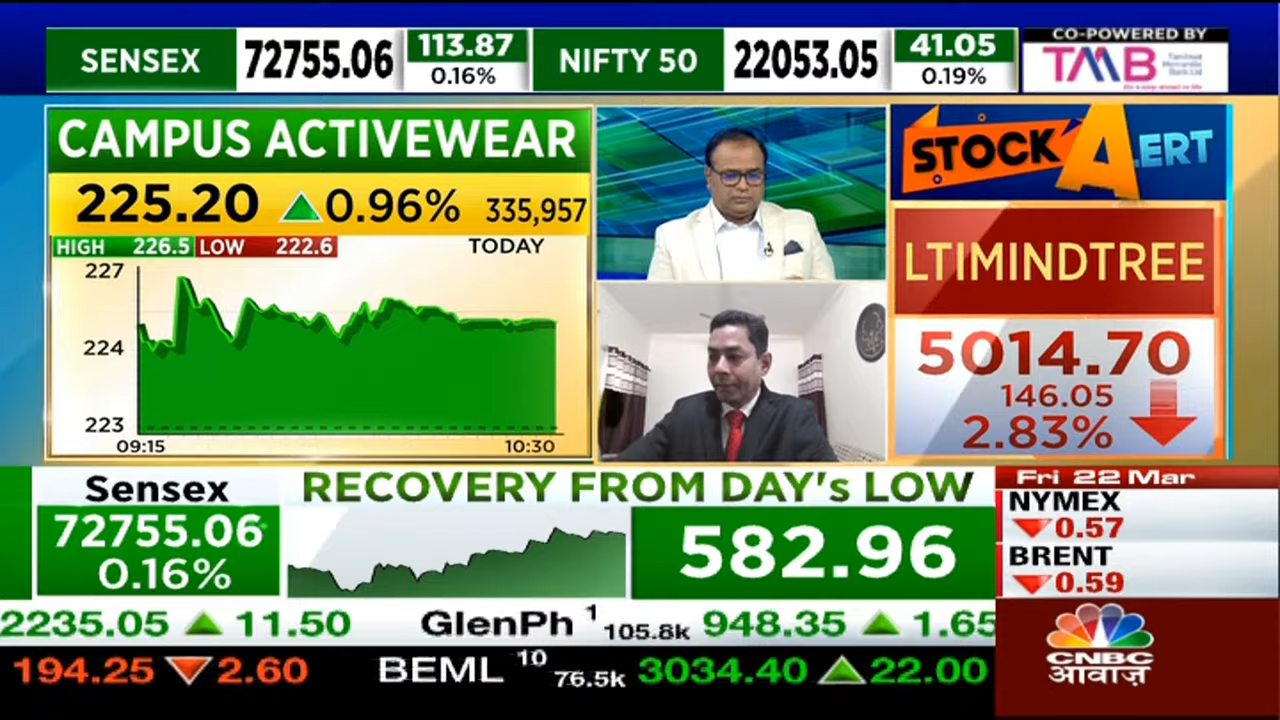 SENSEX 72755.06 113.87 0.16% NIFTY 50 22053.05 41.05 0.19%
CO-POWERED BY
TMB Tamilnad Mercantile Bank Ltd
CAMPUS ACTIVEWEAR
225.20 0.96% 335,957
HIGH 226.5 LOW 222.6 TODAY
227
224
223
09:15 10:30
STOCK ALERT
LTIMINDTREE
5014.70
146.05
2.83%
Sensex
72755.06
0.16%
RECOVERY FROM DAY's LOW
582.96
Fri 22 Mar
NYMEX
0.57
BRENT
0.59
2235.05 11.50 GlenPh 1 105.8k 948.35 1.65
194.25 2.60 BEML 10 76.5k 3034.40 22.00
CNBC
आवाज़